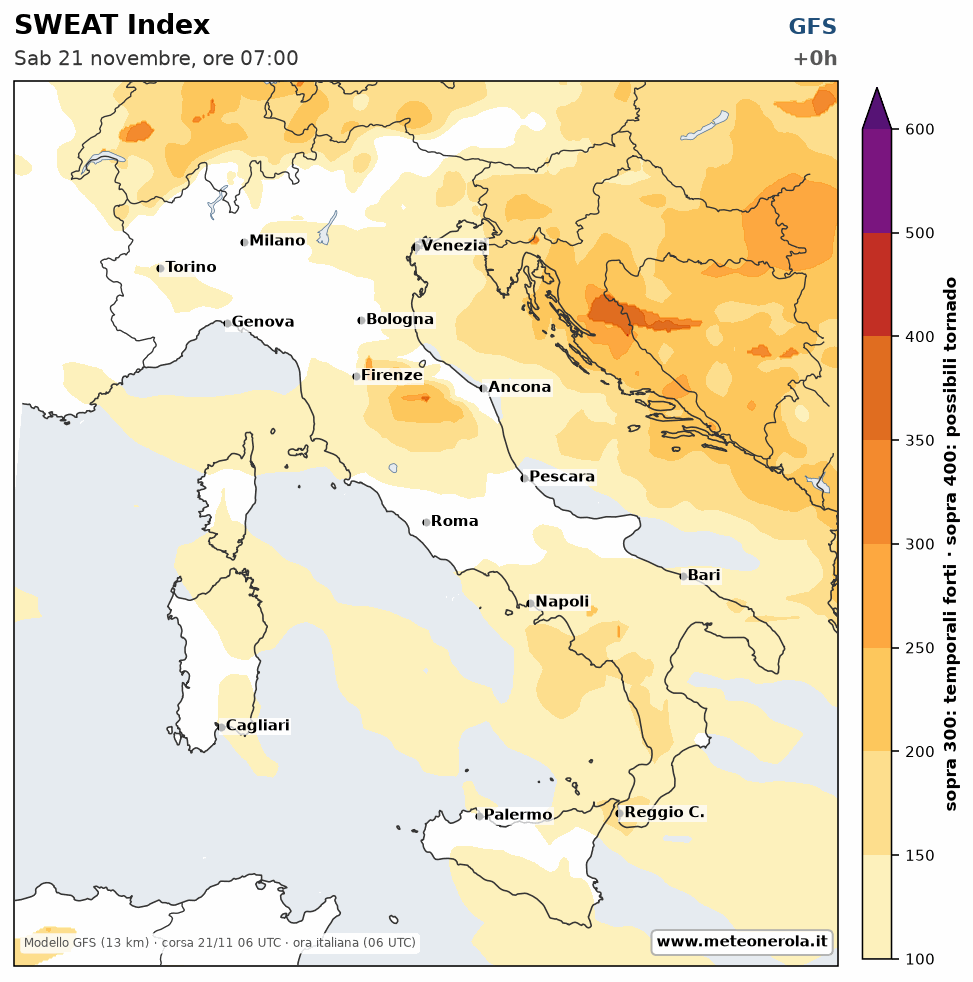 SWEAT Index
GFS
Sab 21 novembre, ore 07:00
+0h
Milano
Venezia
Torino
Genova
Bologna
Firenze
Ancona
Pescara
Roma
Bari
Napoli
Cagliari
Palermo
Reggio C.
Modello GFS (13 km) · corsa 21/11 06 UTC · ora italiana (06 UTC)
www.meteonerola.it
600
500
400
350
300
250
200
150
100
sopra 300: temporali forti · sopra 400: possibili tornado